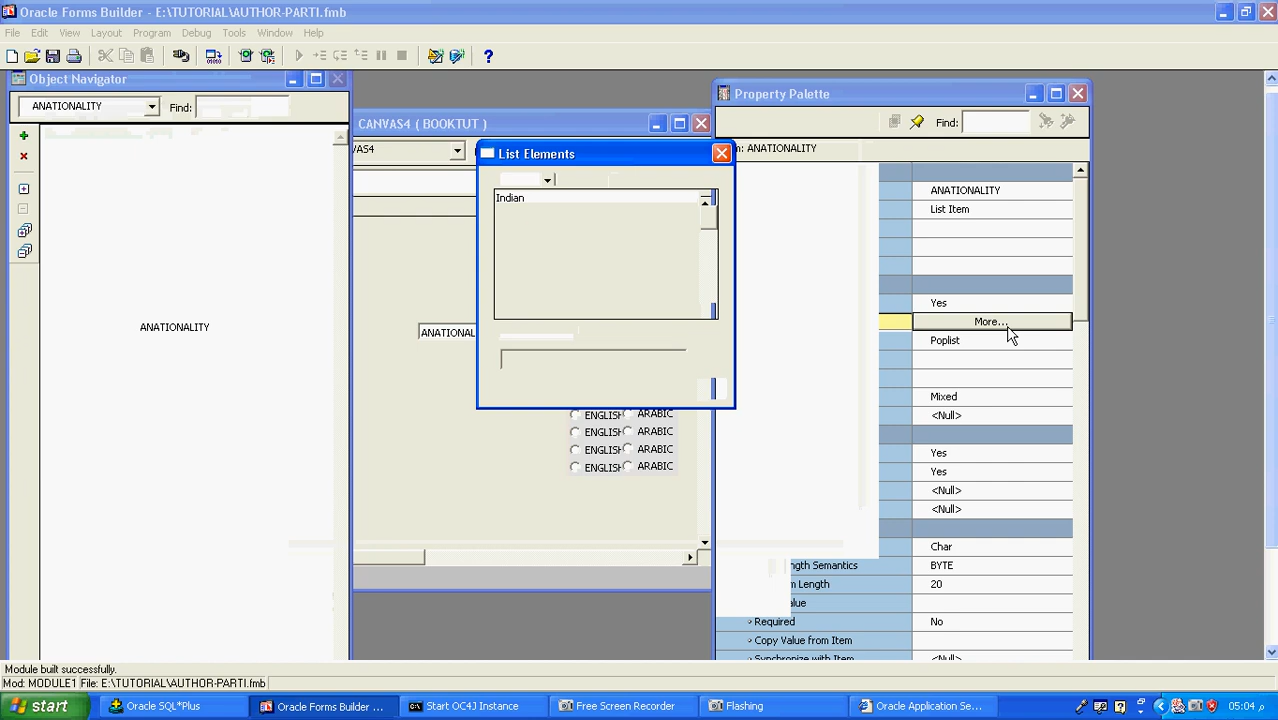 Oracle Forms Builder - E:\TUTORIAL\AUTHOR-PARTI.fmb
File Edit View Layout Program Debug Tools Window Help
Object Navigator
ANATIONALITY
Find:
ANATIONALITY
CANVAS4 ( BOOKTUT )
VAS4
ANATIONAL
ENGLISH ARABIC
ENGLISH ARABIC
ENGLISH ARABIC
ENGLISH ARABIC
List Elements
Indian
Property Palette
Find:
m: ANATIONALITY
ANATIONALITY
List Item
Yes
More...
Poplist
Mixed
<Null>
Yes
Yes
<Null>
<Null>
Char
ngth Semantics BYTE
m Length 20
alue
Required No
Copy Value from Item
Synchronize with Item <Null>
Module built successfully.
Mod: MODULE1 File: E:\TUTORIAL\AUTHOR-PARTI.fmb
start
Oracle SQL*Plus
Oracle Forms Builder ...
Start OC4J Instance
Free Screen Recorder
Flashing
Oracle Application Se...
05:04 م